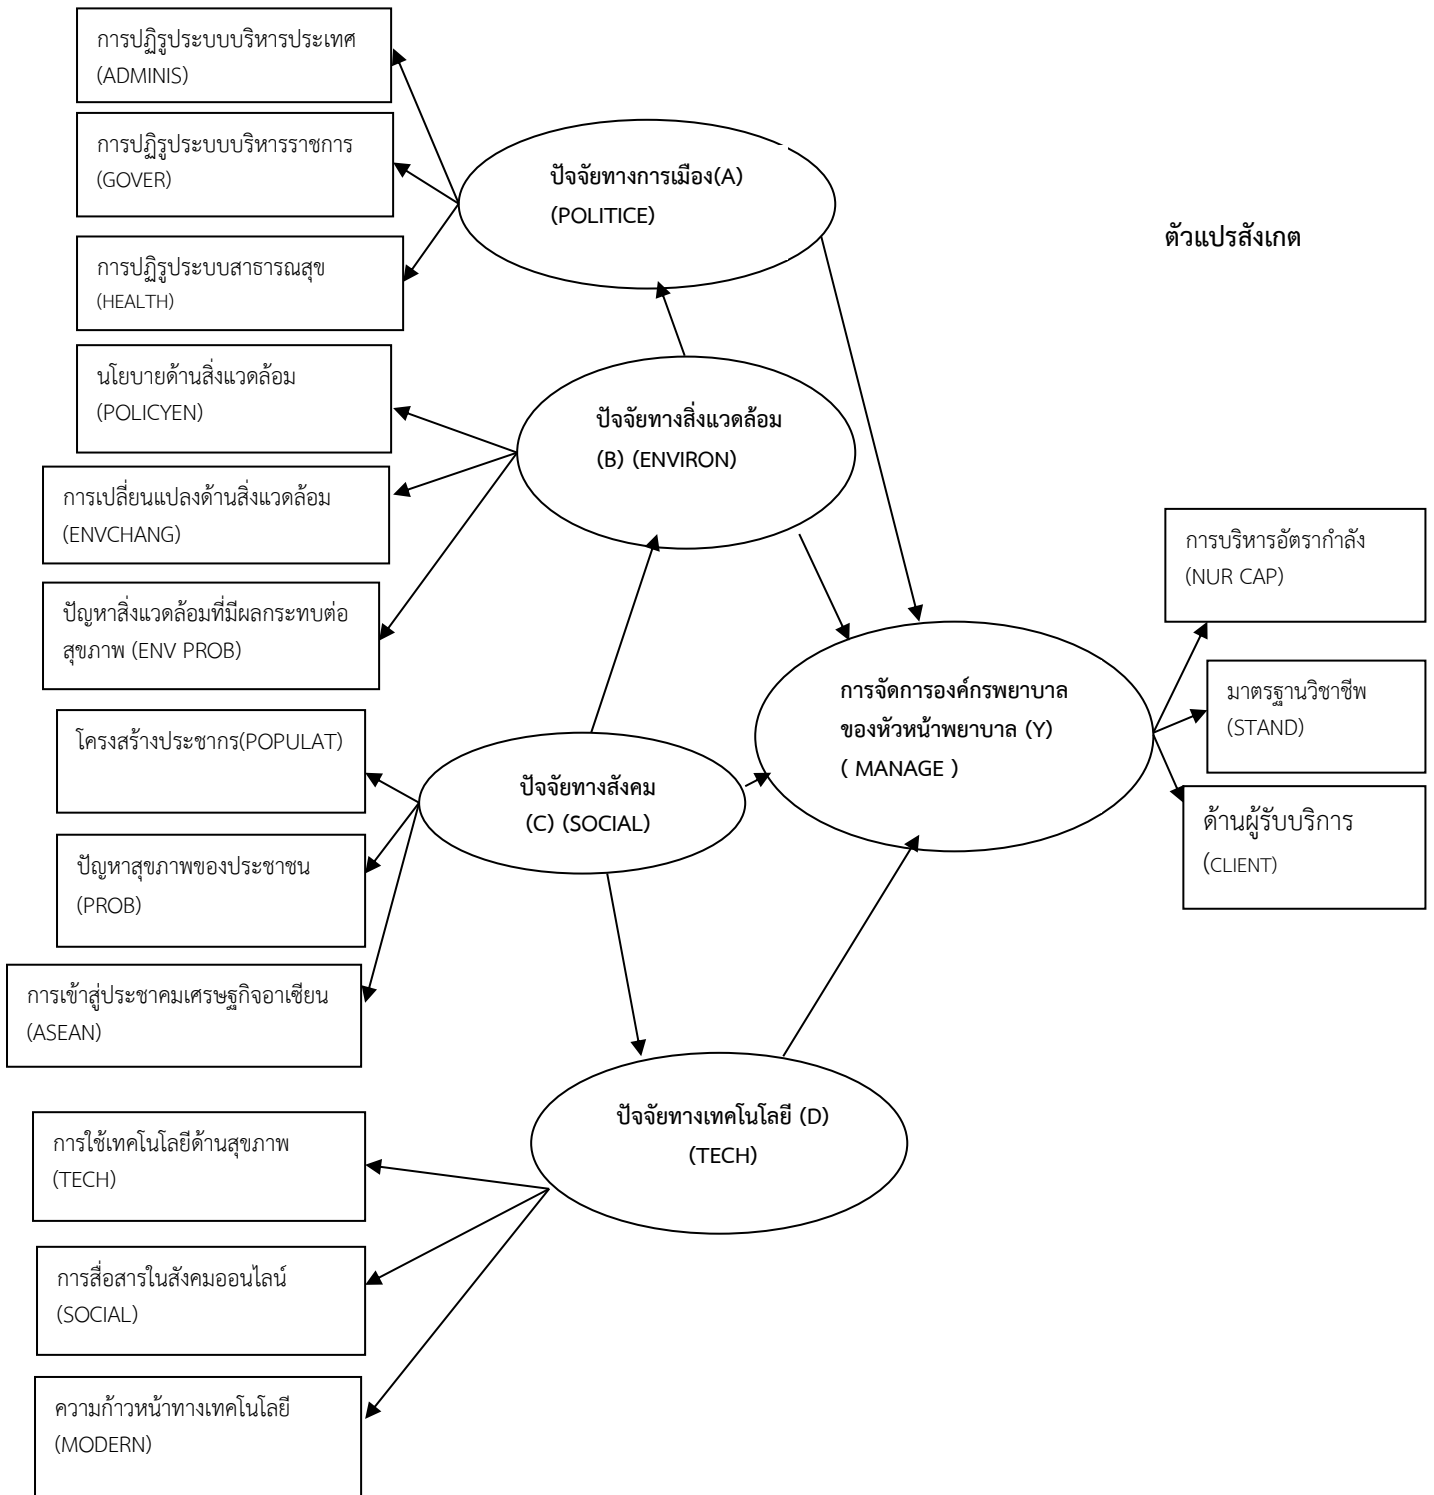 การปฏิรูประบบบริหารประเทศ
(ADMINIS)
การปฏิรูประบบบริหารราชการ
(GOVER)
การปฏิรูประบบสาธารณสุข
(HEALTH)
นโยบายด้านสิ่งแวดล้อม
(POLICYEN)
การเปลี่ยนแปลงด้านสิ่งแวดล้อม
(ENVCHANG)
ปัญหาสิ่งแวดล้อมที่มีผลกระทบต่อ
สุขภาพ (ENV PROB)
โครงสร้างประชากร(POPULAT)
ปัญหาสุขภาพของประชาชน
(PROB)
การเข้าสู่ประชาคมเศรษฐกิจอาเซียน
(ASEAN)
การใช้เทคโนโลยีด้านสุขภาพ
(TECH)
การสื่อสารในสังคมออนไลน์
(SOCIAL)
ความก้าวหน้าทางเทคโนโลยี
(MODERN)
ปัจจัยทางการเมือง(A)
(POLITICE)
ปัจจัยทางสิ่งแวดล้อม
(B) (ENVIRON)
ปัจจัยทางสังคม
(C) (SOCIAL)
ปัจจัยทางเทคโนโลยี (D)
(TECH)
การจัดการองค์กรพยาบาล
ของหัวหน้าพยาบาล (Y)
( MANAGE )
ตัวแปรสังเกต
การบริหารอัตรากำลัง
(NUR CAP)
มาตรฐานวิชาชีพ
(STAND)
ด้านผู้รับบริการ
(CLIENT)